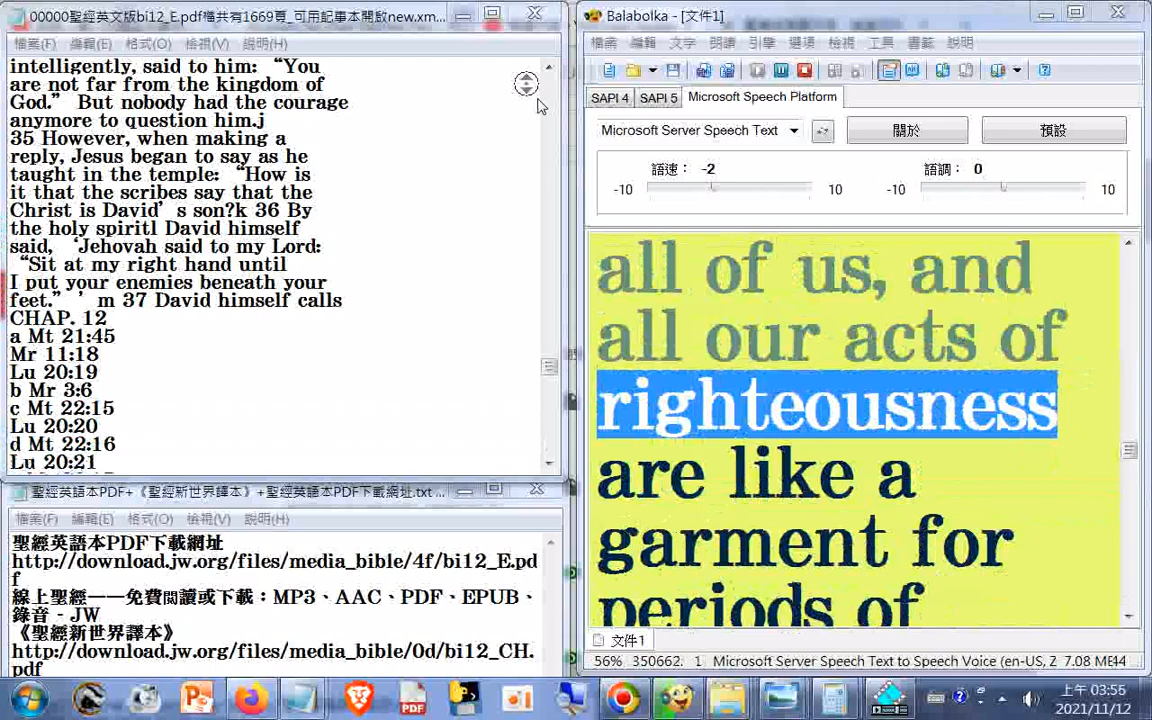 00000聖經英文版bi12_E.pdf檔共有1669頁_可用記事本開啟new.xm...
檔案(F) 編輯(E) 格式(O) 檢視(V) 說明(H)
intelligently, said to him: “You
are not far from the kingdom of
God.” But nobody had the courage
anymore to question him.j
35 However, when making a
reply, Jesus began to say as he
taught in the temple: “How is
it that the scribes say that the
Christ is David’s son?k 36 By
the holy spiritl David himself
said, ‘Jehovah said to my Lord:
“Sit at my right hand until
I put your enemies beneath your
feet.” ’m 37 David himself calls
CHAP. 12
a Mt 21:45
Mr 11:18
Lu 20:19
b Mr 3:6
c Mt 22:15
Lu 20:20
d Mt 22:16
Lu 20:21
聖經英語本PDF+《聖經新世界譯本》+聖經英語本PDF下載網址.txt ...
檔案(F) 編輯(E) 格式(O) 檢視(V) 說明(H)
聖經英語本PDF下載網址
http://download.jw.org/files/media_bible/4f/bi12_E.pd
f
線上聖經——免費閱讀或下載：MP3、AAC、PDF、EPUB、
錄音 - JW
《聖經新世界譯本》
http://download.jw.org/files/media_bible/0d/bi12_CH.
pdf
Balabolka - [文件1]
檔案 編輯 文字 朗讀 引擎 選項 檢視 工具 書籤 說明
SAPI 4 SAPI 5 Microsoft Speech Platform
Microsoft Server Speech Text 關於 預設
語速： -2 語調： 0
-10 10 -10 10
all of us, and
all our acts of
righteousness
are like a
garment for
periods of
文件1
56% 350662. 1 Microsoft Server Speech Text to Speech Voice (en-US, Z 7.08 ME44
上午 03:56
2021/11/12